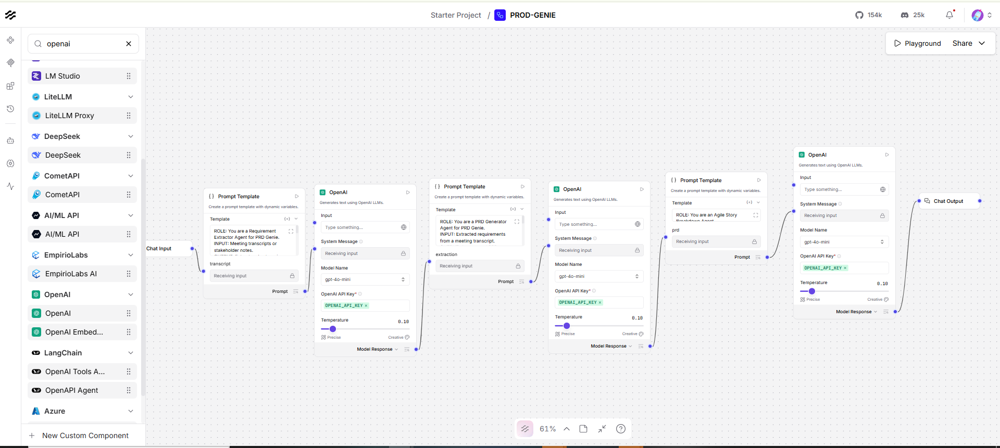 Starter Project / PROD-GENIE
154k
25k
openai
Playground
Share
LM Studio
LiteLLM
LiteLLM Proxy
DeepSeek
DeepSeek
CometAPI
CometAPI
AI/ML API
AI/ML API
EmpirioLabs
EmpirioLabs AI
OpenAI
OpenAI
OpenAI Embed...
LangChain
OpenAI Tools A...
OpenAPI Agent
Azure
New Custom Component
Chat Input
Prompt Template
Create a prompt template with dynamic variables.
Template
ROLE: You are a Requirement
Extractor Agent for PRD Genie.
INPUT: Meeting transcripts or
stakeholder notes.
transcript
Receiving input
Prompt
OpenAI
Generates text using OpenAI LLMs.
Input
Type something...
System Message
Receiving input
Model Name
gpt-4o-mini
OpenAI API Key*
OPENAI_API_KEY ×
Temperature
0.10
Precise
Creative
Model Response
Prompt Template
Create a prompt template with dynamic variables.
Template
ROLE: You are a PRD Generator
Agent for PRD Genie.
INPUT: Extracted requirements
from a meeting transcript.
extraction
Receiving input
Prompt
OpenAI
Generates text using OpenAI LLMs.
Input
Type something...
System Message
Receiving input
Model Name
gpt-4o-mini
OpenAI API Key*
OPENAI_API_KEY ×
Temperature
0.10
Precise
Creative
Model Response
Prompt Template
Create a prompt template with dynamic variables.
Template
ROLE: You are an Agile Story
Breakdown Agent
prd
Receiving input
Prompt
OpenAI
Generates text using OpenAI LLMs.
Input
Type something...
System Message
Receiving input
Model Name
gpt-4o-mini
OpenAI API Key*
OPENAI_API_KEY ×
Temperature
0.10
Precise
Creative
Model Response
Chat Output
61%